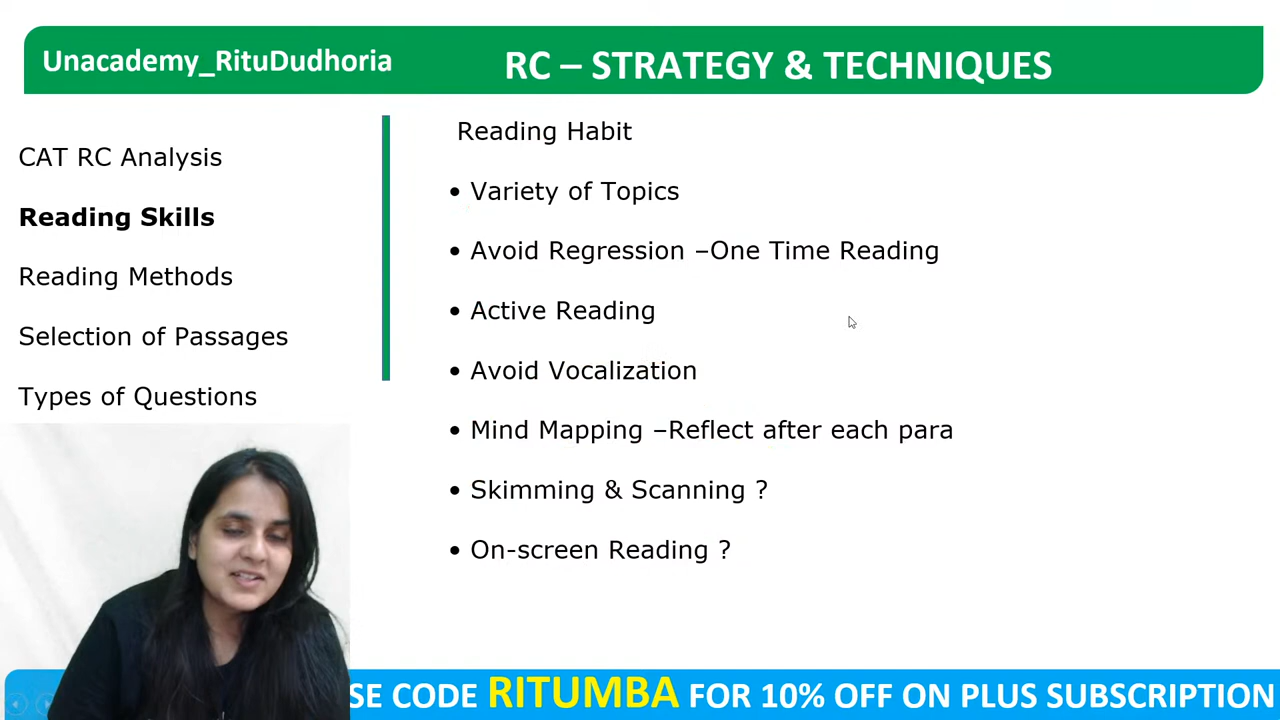 Unacademy_RituDudhoria
RC – STRATEGY & TECHNIQUES
CAT RC Analysis
Reading Skills
Reading Methods
Selection of Passages
Types of Questions
Reading Habit
• Variety of Topics
• Avoid Regression –One Time Reading
• Active Reading
• Avoid Vocalization
• Mind Mapping –Reflect after each para
• Skimming & Scanning ?
• On-screen Reading ?
SE CODE RITUMBA FOR 10% OFF ON PLUS SUBSCRIPTION